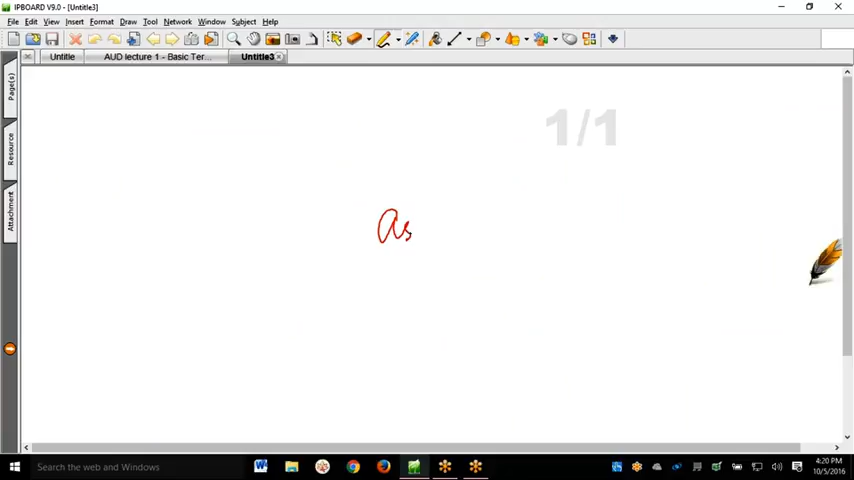 IPBOARD V9.0 - [Untitle3]
File Edit View Insert Format Draw Tool Network Window Subject Help
Untitle AUD lecture 1 - Basic Ter... Untitle3
Page(s)
Resource
Attachment
1/1
as
Search the web and Windows
4:20 PM
10/5/2016